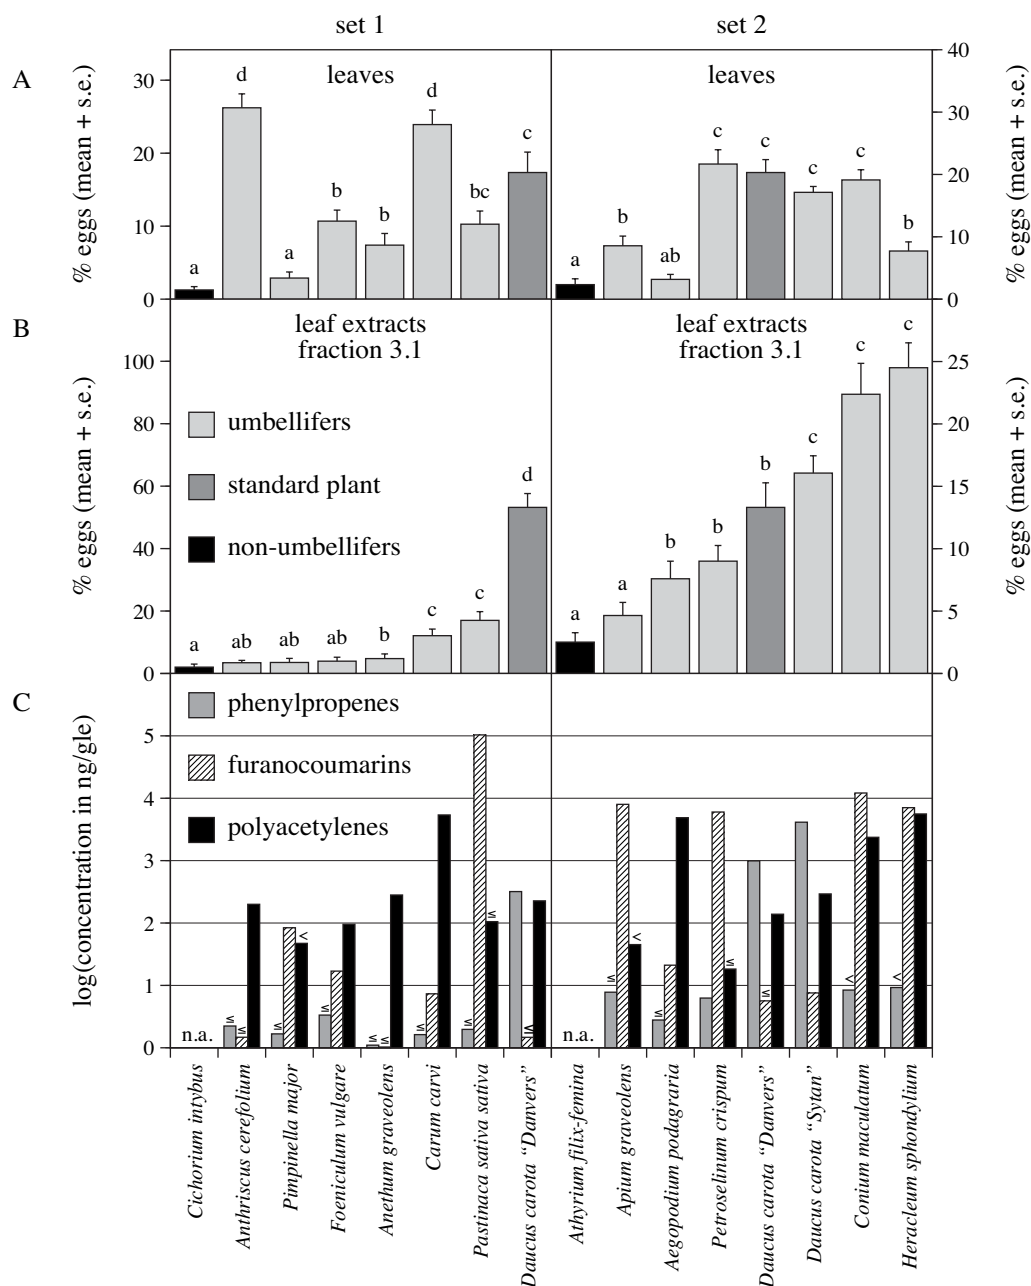 set 1
set 2
A
leaves
leaves
% eggs (mean + s.e.)
30
20
10
0
a
d
a
b
b
d
bc
c
a
b
ab
c
c
c
c
b
40
30
20
10
0
% eggs (mean + s.e.)
B
leaf extracts
fraction 3.1
leaf extracts
fraction 3.1
% eggs (mean + s.e.)
100
80
60
40
20
0
umbellifers
standard plant
non-umbellifers
a
ab
ab
ab
b
c
c
d
a
a
b
b
b
c
c
c
25
20
15
10
5
0
% eggs (mean + s.e.)
C
log(concentration in ng/gle)
5
4
3
2
1
0
phenylpropenes
furanocoumarins
polyacetylenes
n.a.
≤
≤
≤
<
≤
≤
≤
≤
≤
≤
≤
n.a.
≤
<
≤
≤
≤
<
<
Cichorium intybus
Anthriscus cerefolium
Pimpinella major
Foeniculum vulgare
Anethum graveolens
Carum carvi
Pastinaca sativa sativa
Daucus carota “Danvers”
Athyrium filix-femina
Apium graveolens
Aegopodium podagraria
Petroselinum crispum
Daucus carota “Danvers”
Daucus carota “Sytan”
Conium maculatum
Heracleum sphondylium